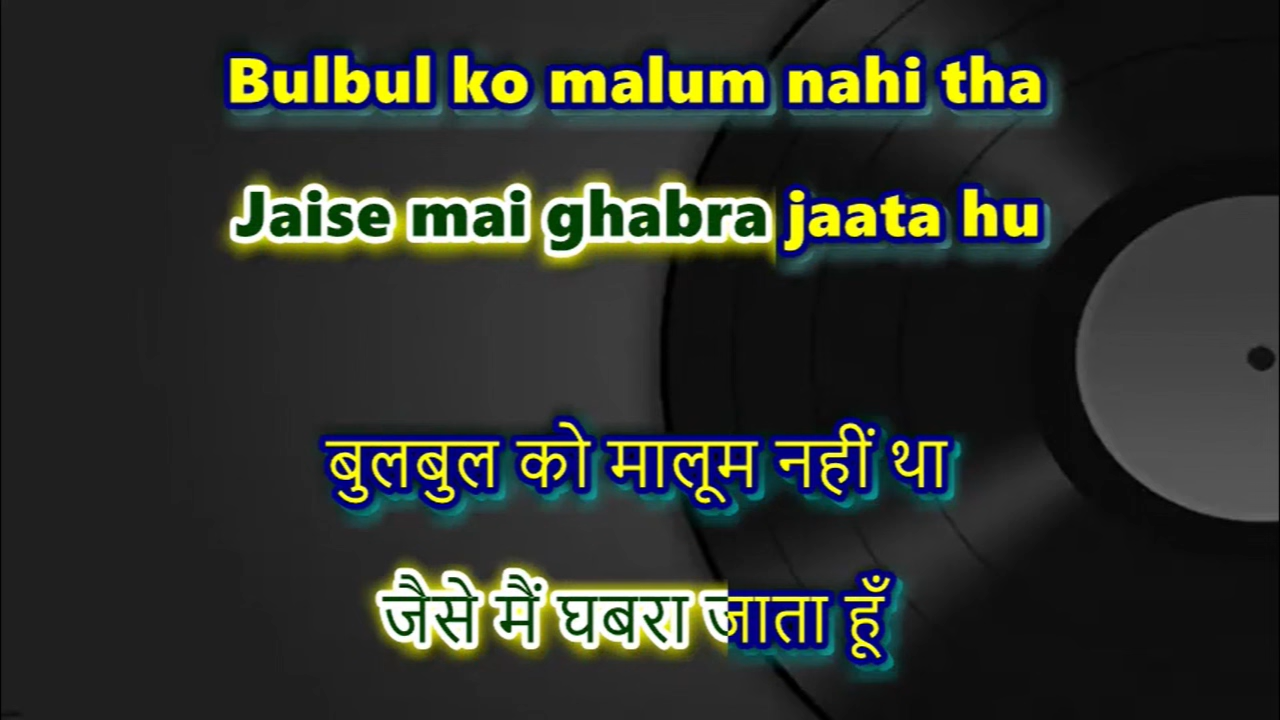 Bulbul ko malum nahi tha
Jaise mai ghabra jaata hu
बुलबुल को मालूम नहीं था
जैसे मैं घबरा जाता हूँ